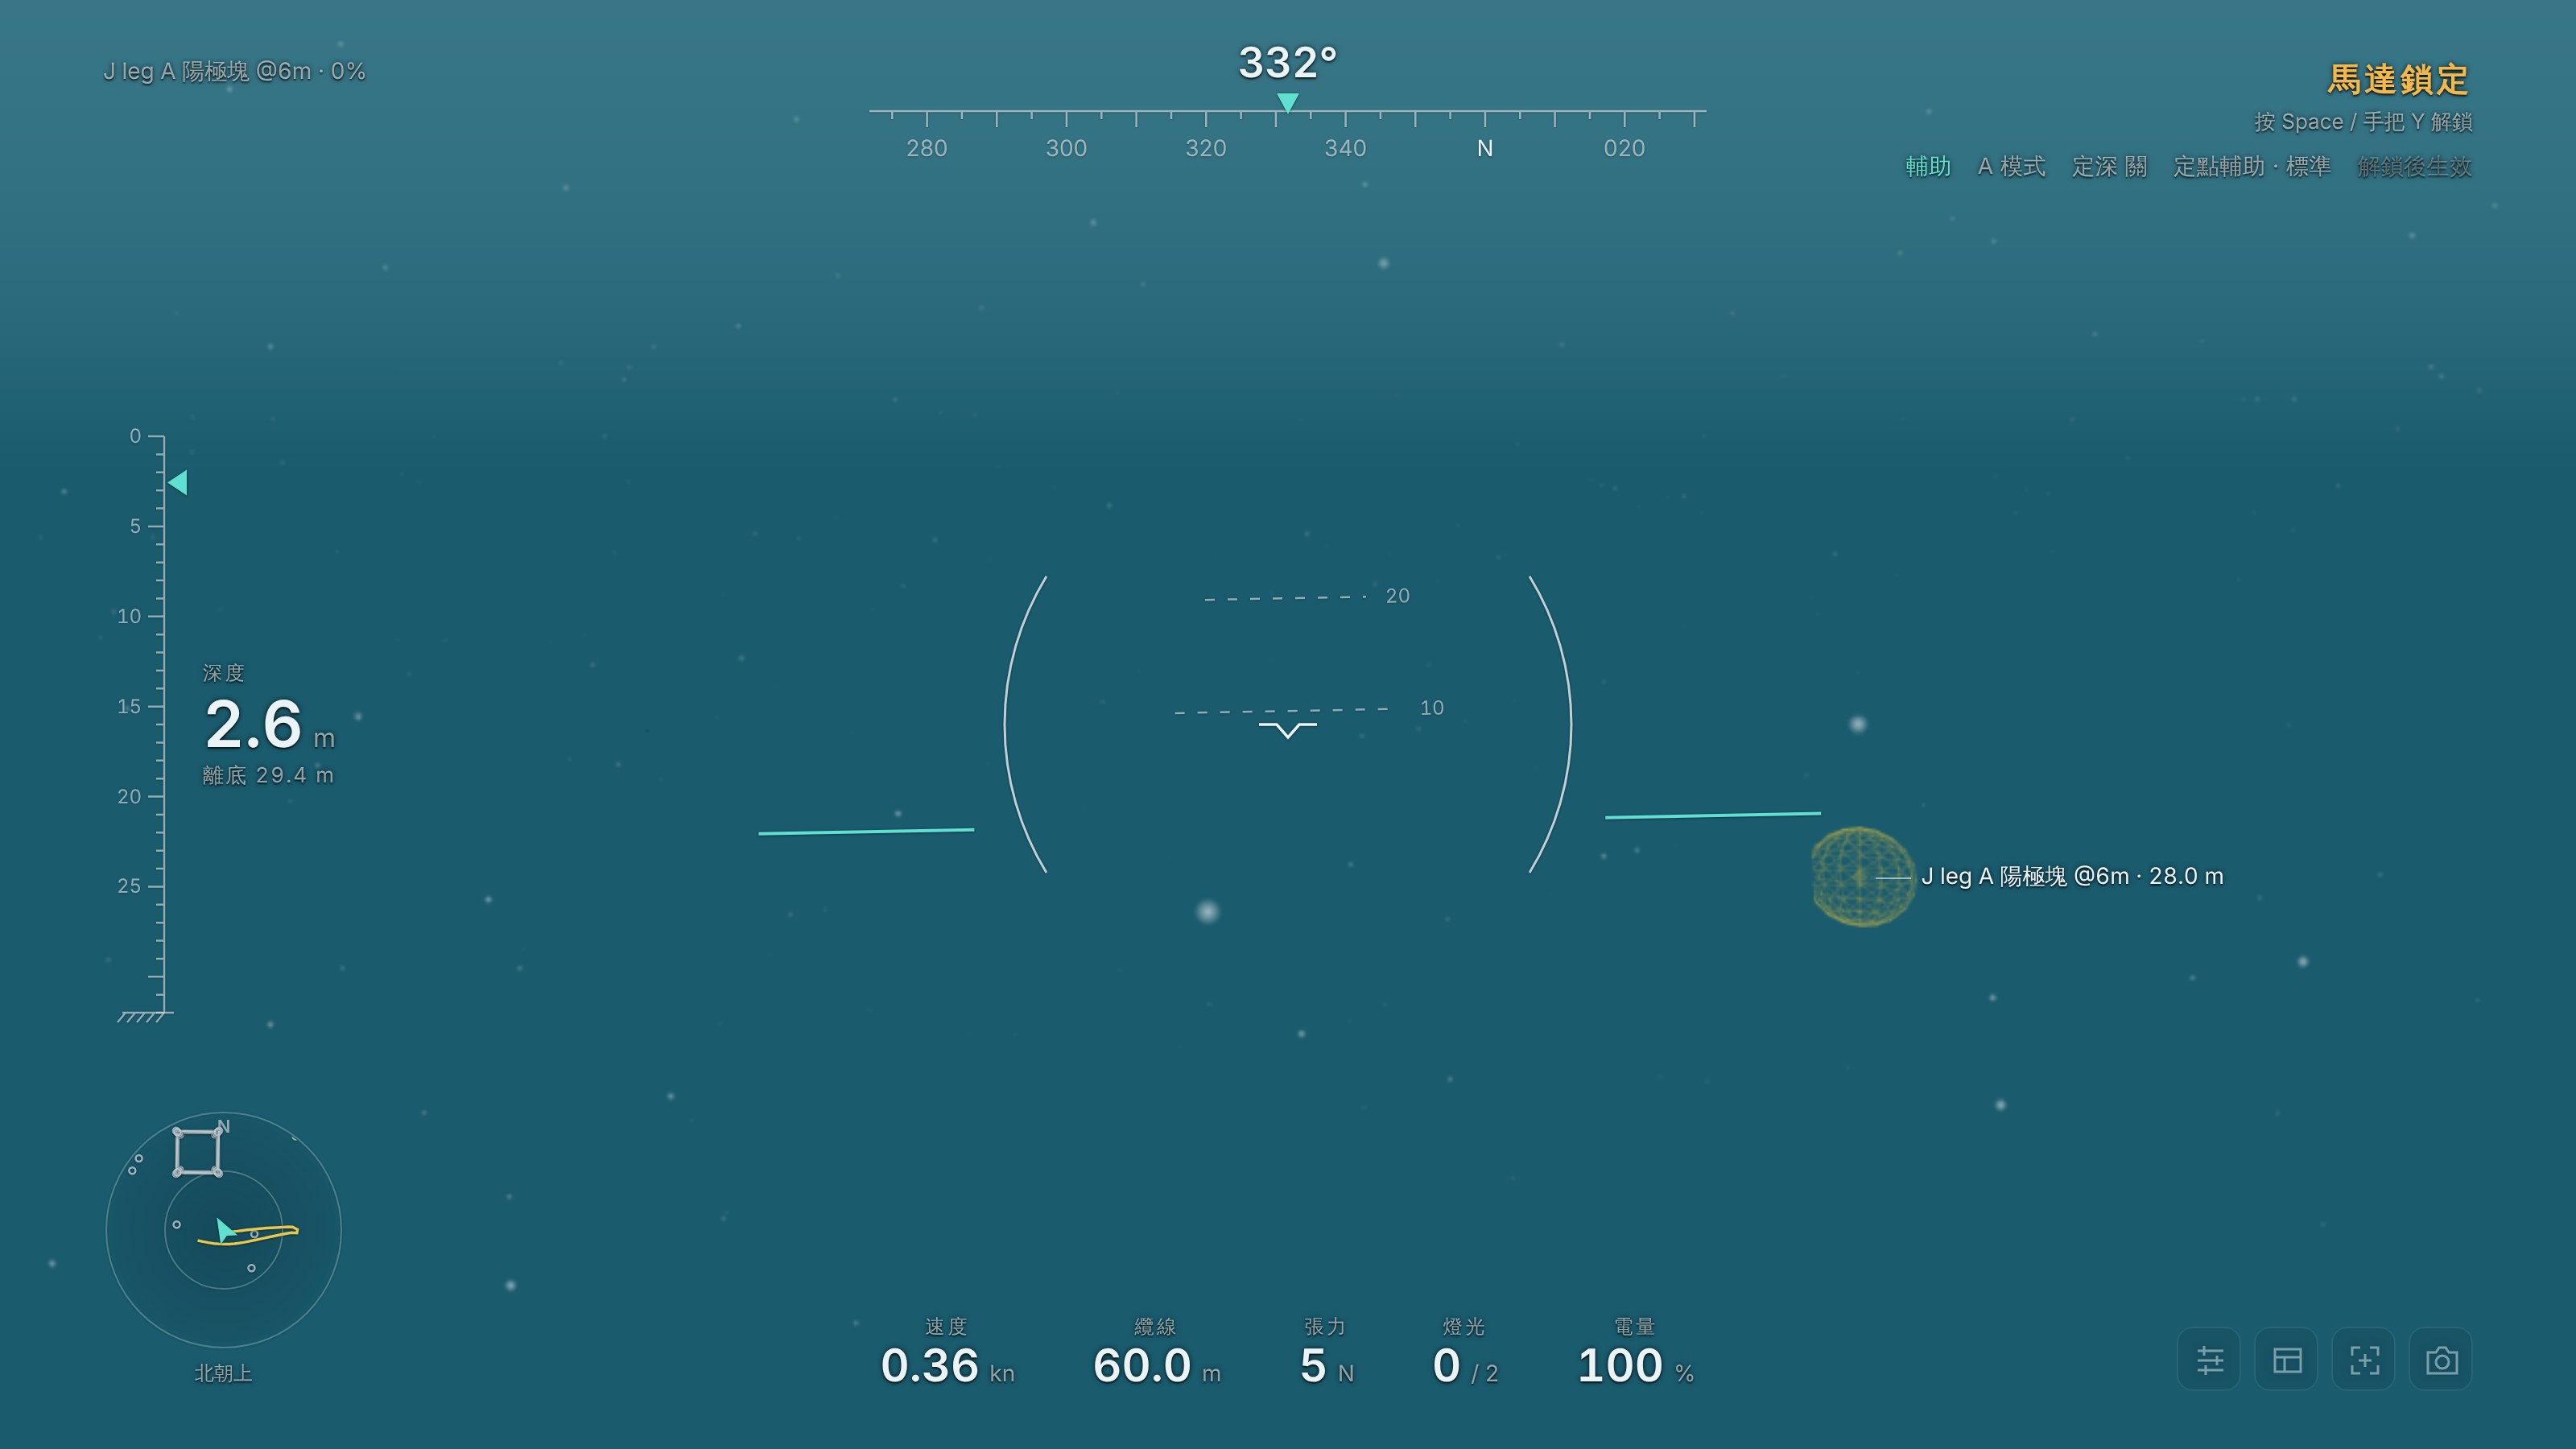 J leg A 陽極塊 @6m · 0%
332°
280 300 320 340 N 020
馬達鎖定
按 Space / 手把 Y 解鎖
輔助 A 模式 定深 關 定點輔助 · 標準 解鎖後生效
0
5
10
15
20
25
深度
2.6 m
離底 29.4 m
20
10
J leg A 陽極塊 @6m · 28.0 m
N
北朝上
速度 纜線 張力 燈光 電量
0.36 kn 60.0 m 5 N 0 / 2 100 %